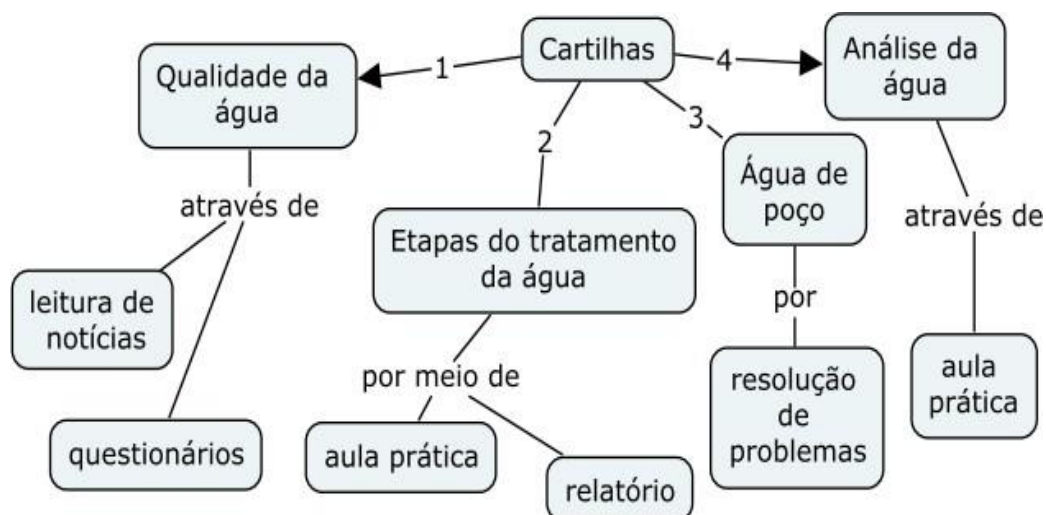 Cartilhas
1
2
3
4
Qualidade da
água
através de
leitura de
notícias
questionários
Etapas do tratamento
da água
por meio de
aula prática
relatório
Água de
poço
por
resolução
de
problemas
Análise da
água
através de
aula
prática